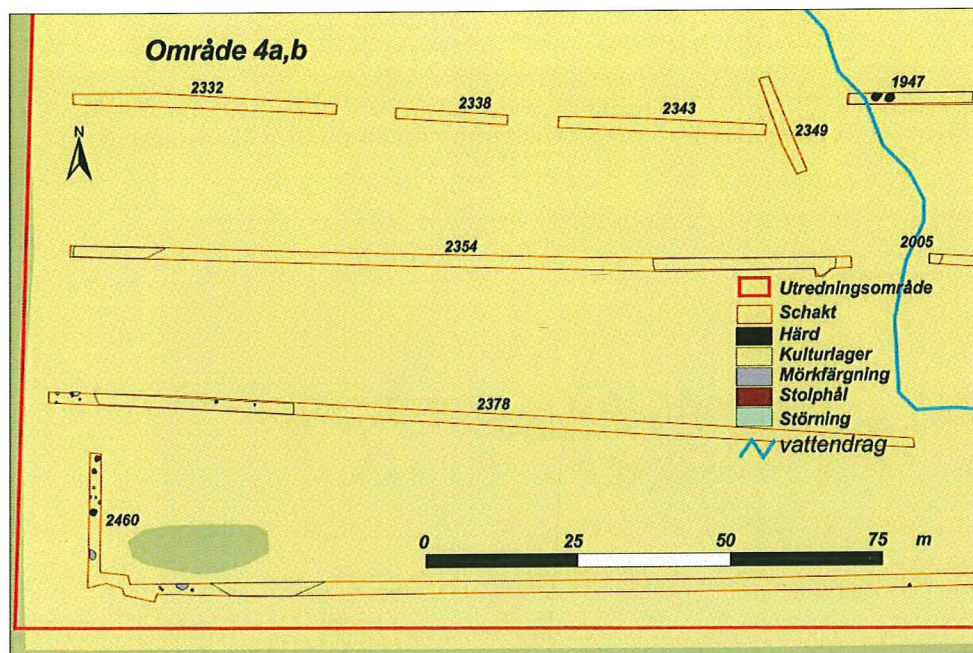 Område 4a,b
2332
2338
2343
2349
1947
N
2354
2005
Utredningsområde
Schakt
Härd
Kulturlager
Mörkfärgning
Stolphål
Störning
vattendrag
2378
2460
0 25 50 75 m